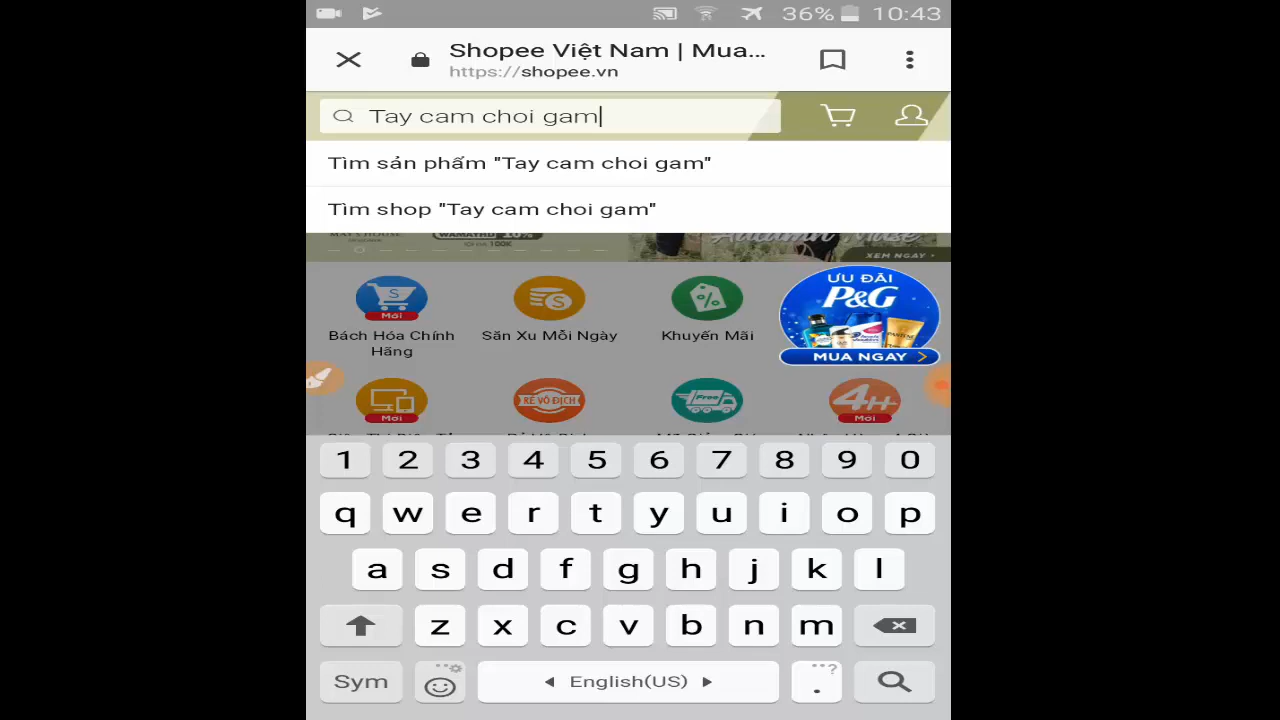 36% 10:43
Shopee Việt Nam | Mua...
https://shopee.vn
Tay cam choi gam
Tìm sản phẩm "Tay cam choi gam"
Tìm shop "Tay cam choi gam"
Autumn Muse
XEM NGAY
ƯU ĐÃI
P&G
MUA NGAY >
S
Mới
%
Bách Hóa Chính
Hãng
Săn Xu Mỗi Ngày
Khuyến Mãi
Mới
RẺ VÔ ĐỊCH
Free
4H
Mới
1 2 3 4 5 6 7 8 9 0
q w e r t y u i o p
a s d f g h j k l
z x c v b n m
Sym
English(US)
. ?